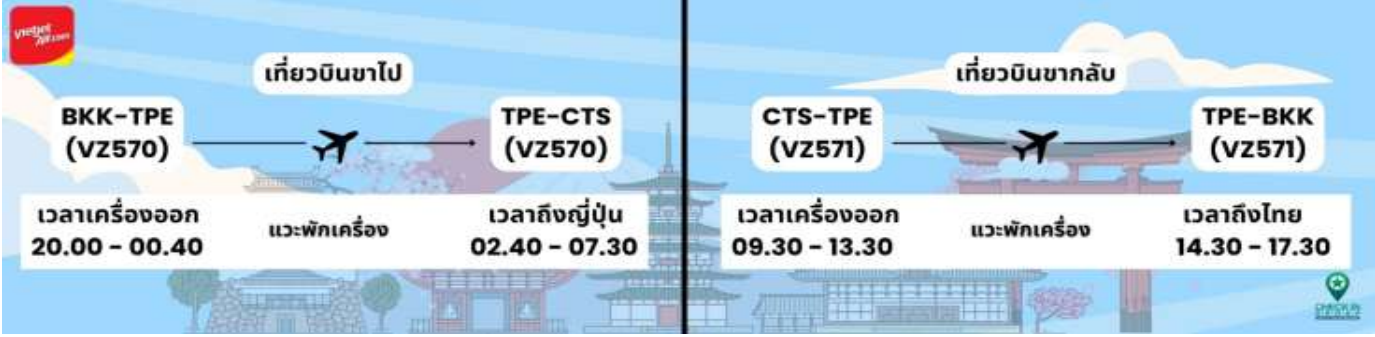 vietjet
Air.com
เที่ยวบินขาไป
BKK-TPE
(VZ570)
TPE-CTS
(VZ570)
เวลาเครื่องออก
20.00 - 00.40
แวะพักเครื่อง
เวลาถึงญี่ปุ่น
02.40 - 07.30
เที่ยวบินขากลับ
CTS-TPE
(VZ571)
TPE-BKK
(VZ571)
เวลาเครื่องออก
09.30 - 13.30
แวะพักเครื่อง
เวลาถึงไทย
14.30 - 17.30
CHECK IN